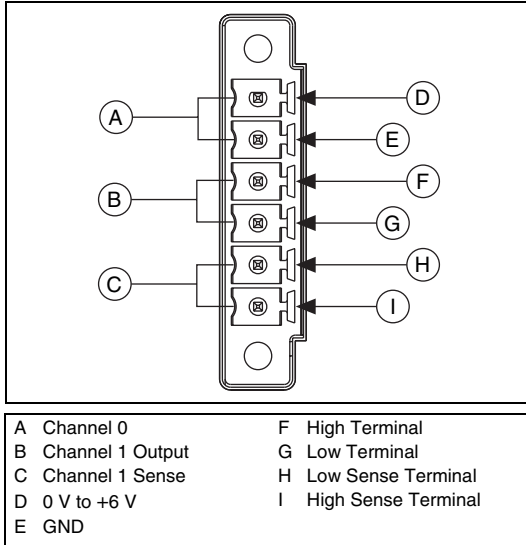 A
B
C
D
E
F
G
H
I
A Channel 0
B Channel 1 Output
C Channel 1 Sense
D 0 V to +6 V
E GND
F High Terminal
G Low Terminal
H Low Sense Terminal
I High Sense Terminal